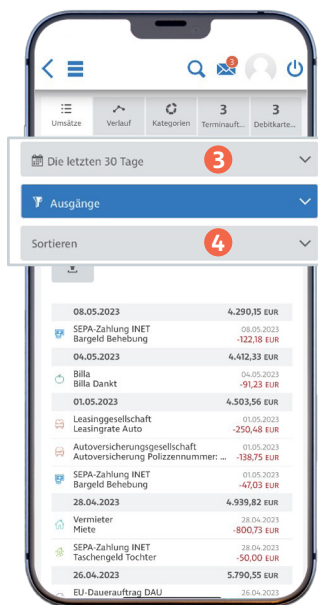 3
Umsätze
Verlauf
Kategorien
3
Terminauft...
3
Debitkarte...
Die letzten 30 Tage
3
Ausgänge
Sortieren
4
08.05.2023 4.290,15 EUR
SEPA-Zahlung INET 08.05.2023
Bargeld Behebung -122,18 EUR
04.05.2023 4.412,33 EUR
Billa 04.05.2023
Billa Dankt -91,23 EUR
01.05.2023 4.503,56 EUR
Leasinggesellschaft 01.05.2023
Leasingrate Auto -250,48 EUR
Autoversicherungsgesellschaft 01.05.2023
Autoversicherung Polizzennummer: ... -138,75 EUR
SEPA-Zahlung INET 01.05.2023
Bargeld Behebung -47,03 EUR
28.04.2023 4.939,82 EUR
Vermieter 28.04.2023
Miete -800,73 EUR
SEPA-Zahlung INET 28.04.2023
Taschengeld Tochter -50,00 EUR
26.04.2023 5.790,55 EUR
EU-Dauerauftrag DAU 26.04.2023